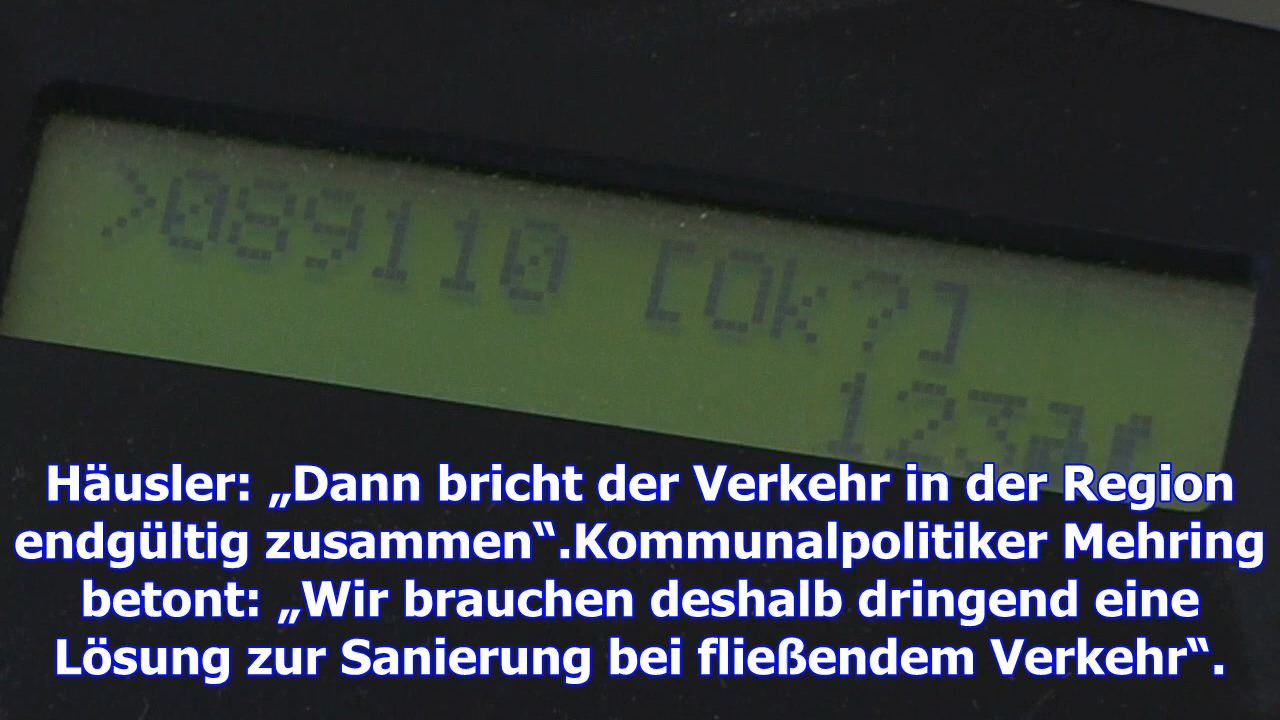 >089110 [Ok?]
123
Häusler: „Dann bricht der Verkehr in der Region
endgültig zusammen“.Kommunalpolitiker Mehring
betont: „Wir brauchen deshalb dringend eine
Lösung zur Sanierung bei fließendem Verkehr“.